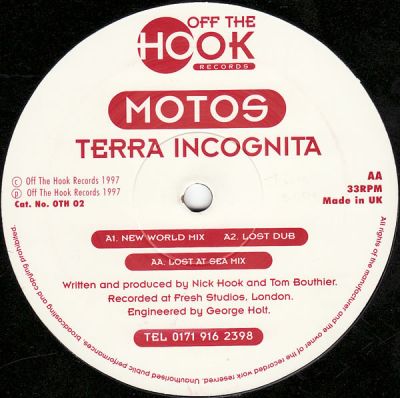 OFF THE
HOOK
RECORDS
MOTOS
TERRA INCOGNITA
C Off The Hook Records 1997
P Off The Hook Records 1997
Cat. No. OTH 02
AA
33RPM
Made in UK
A1. NEW WORLD MIX A2. LOST DUB
AA. LOST AT SEA MIX
Written and produced by Nick Hook and Tom Bouthier.
Recorded at Fresh Studios, London.
Engineered by George Holt.
TEL 0171 916 2398
All rights of the manufacturer and the owner of the recorded work reserved. Unauthorised public performances, broadcasting and copying prohibited.